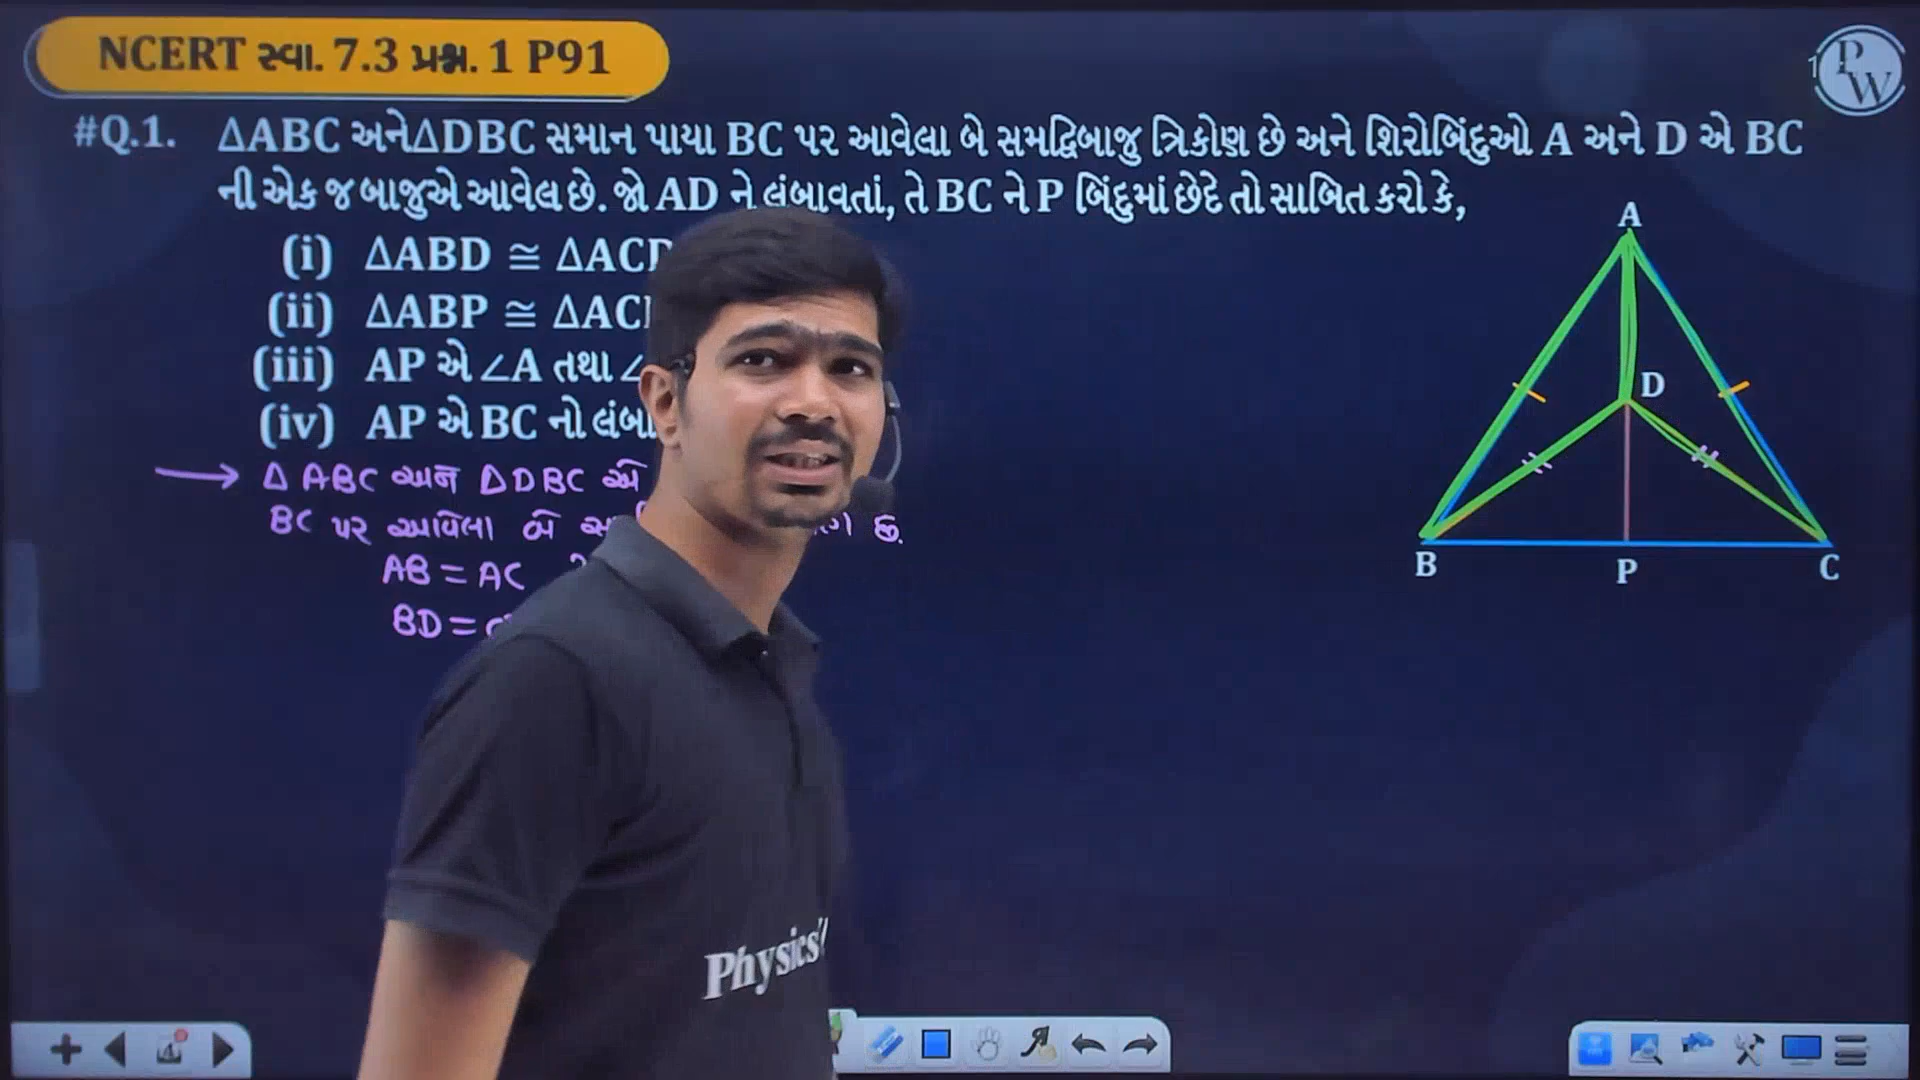 NCERT સ્વા. 7.3 પ્રશ્ન. 1 P91
PW
#Q.1. ΔABC અનેΔDBC સમાન પાયા BC પર આવેલા બે સમદ્વિબાજુ ત્રિકોણ છે અને શિરોબિંદુઓ A અને D એ BC
ની એક જ બાજુએ આવેલ છે. જો AD ને લંબાવતાં, તે BC ને P બિંદુમાં છેદે તો સાબિત કરો કે,
(i) ΔABD ≅ ΔACD
(ii) ΔABP ≅
(iii) AP એ ∠A તથા
(iv) AP એ BC નો
→ Δ ABC અને ΔDBC એ
BC પર આવેલા બે છે.
AB = AC
BD =
A
D
B
P
C
Physics